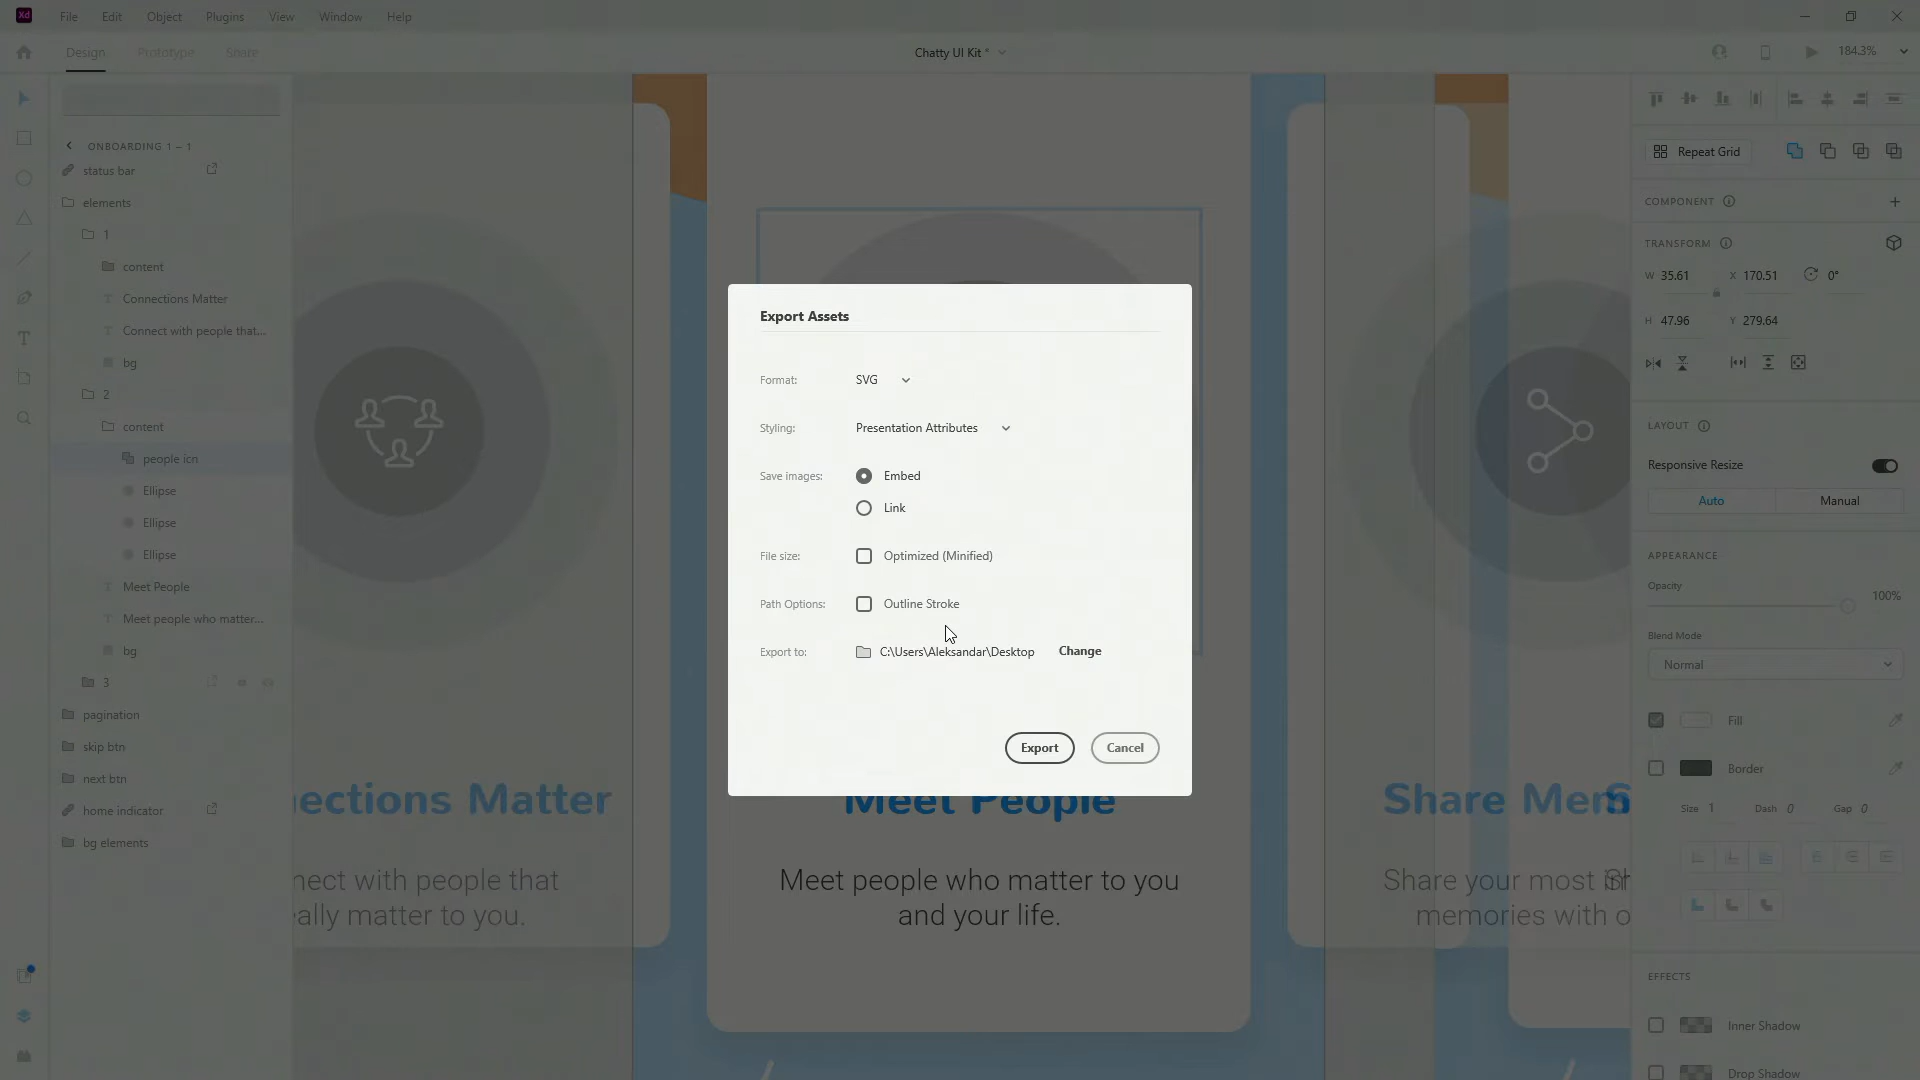 Xd File Edit Object Plugins View Window Help
Design Prototype Share Chatty UI Kit * 184.3%
ONBOARDING 1 – 1
status bar
elements
1
content
Connections Matter
Connect with people that...
bg
2
content
people icn
Ellipse
Ellipse
Ellipse
Meet People
Meet people who matter...
bg
3
pagination
skip btn
next btn
home indicator
bg elements
nections Matter
nect with people that
eally matter to you.
Export Assets
Format: SVG
Styling: Presentation Attributes
Save images: Embed
Link
File size: Optimized (Minified)
Path Options: Outline Stroke
Export to: C:\Users\Aleksandar\Desktop Change
Export Cancel
Meet People
Meet people who matter to you
and your life.
Share Mem
Share your most
memories with o
Repeat Grid
COMPONENT
TRANSFORM
W 35.61 X 170.51 0°
H 47.96 Y 279.64
LAYOUT
Responsive Resize
Auto Manual
APPEARANCE
Opacity
100%
Blend Mode
Normal
Fill
Border
Size 1 Dash 0 Gap 0
EFFECTS
Inner Shadow
Drop Shadow